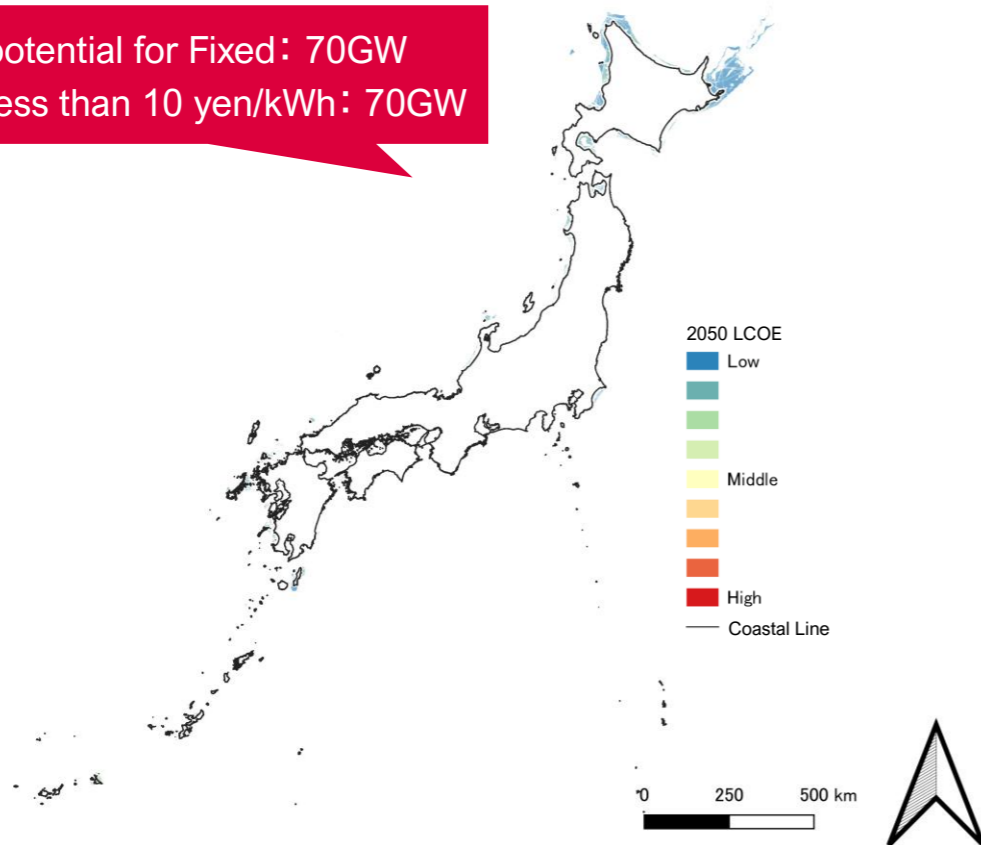 potential for Fixed：70GW
less than 10 yen/kWh：70GW
2050 LCOE
Low
Middle
High
Coastal Line
0 250 500 km